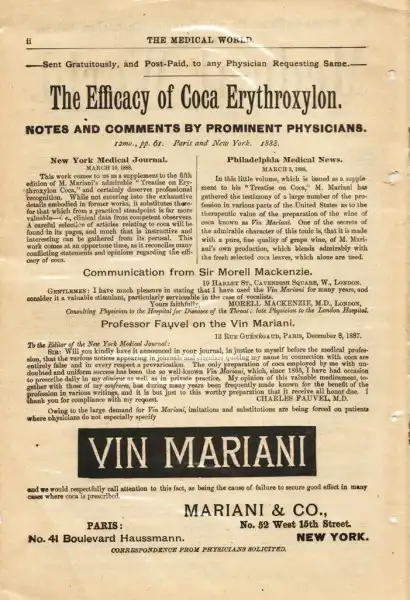 ii
THE MEDICAL WORLD.
Sent Gratuitously, and Post-Paid, to any Physician Requesting Same.
The Efficacy of Coca Erythroxylon.
NOTES AND COMMENTS BY PROMINENT PHYSICIANS.
12mo., pp. 61. Paris and New York. 1888.
New York Medical Journal.
MARCH 10, 1888.
This work comes to us as a supplement to the fifth
edition of M. Mariani's admirable "Treatise on Ery-
throxylon Coca," and certainly deserves professional
recognition. While not entering into the exhaustive
details embodied in former works, it substitutes there-
for that which from a practical standpoint is far more
valuable—i. e., clinical data from competent observers.
A careful selection of articles relating to coca will be
found in its pages, and much that is instructive and
interesting can be gathered from its perusal. This
work comes at an opportune time, as it reconciles many
conflicting statements and opinions regarding the effi-
cacy of coca.
Philadelphia Medical News.
MARCH 3, 1888.
In this little volume, which is issued as a supple-
ment to his "Treatise on Coca," M. Mariani has
gathered the testimony of a large number of the pro-
fession in various parts of the United States as to the
therapeutic value of the preparation of the wine of
coca known as Vin Mariani. One of the secrets of
the admirable character of this tonic is, that it is made
with a pure, fine quality of grape wine, of M. Mari-
ani's own production, which blends admirably with
the fresh selected coca leaves, which alone are used.
Communication from Sir Morell Mackenzie.
19 HARLEY ST., CAVENDISH SQUARE, W., LONDON.
GENTLEMEN: I have much pleasure in stating that I have used the Vin Mariani for many years, and
consider it a valuable stimulant, particularly serviceable in the case of vocalists.
Yours faithfully, MORELL MACKENZIE, M.D., LONDON,
Consulting Physician to the Hospital for Diseases of the Throat; late Physician to the London Hospital.
Professor Fauvel on the Vin Mariani.
13 RUE GUÉNÉGAUD, PARIS, December 8, 1887.
To the Editor of the New York Medical Journal:
SIR: Will you kindly have it announced in your journal, in justice to myself before the medical profes-
sion, that the various notices appearing in journals and circulars quoting my name in connection with coca are
entirely false and in every respect a prevarication. The only preparation of coca employed by me with un-
doubted and uniform success has been the so well-known Vin Mariani, which, since 1865, I have had occasion
to prescribe daily in my clinique as well as in private practice. My opinion of this valuable medicament, to-
gether with those of my confreres, has during many years been frequently made known for the benefit of the
profession in various writings, and it is but just to this worthy preparation that it receive all honor due. I
thank you for compliance with my request. CHARLES FAUVEL, M.D.
Owing to the large demand for Vin Mariani, imitations and substitutions are being forced on patients
where physicians do not especially specify
VIN MARIANI
and we would respectfully call attention to this fact, as being the cause of failure to secure good effect in many
cases where coca is prescribed.
MARIANI & CO.,
PARIS:
No. 41 Boulevard Haussmann.
No. 52 West 15th Street.
NEW YORK.
CORRESPONDENCE FROM PHYSICIANS SOLICITED.